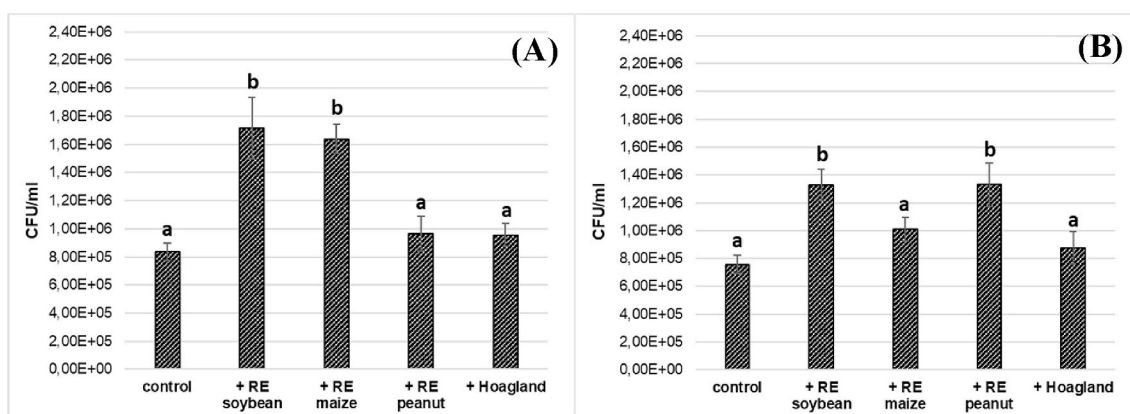 (A)
2,40E+06
2,20E+06
2,00E+06
1,80E+06
1,60E+06
1,40E+06
1,20E+06
1,00E+06
8,00E+05
6,00E+05
4,00E+05
2,00E+05
0,00E+00
CFU/ml
a
b
b
a
a
control
+ RE soybean
+ RE maize
+ RE peanut
+ Hoagland
(B)
2,40E+06
2,20E+06
2,00E+06
1,80E+06
1,60E+06
1,40E+06
1,20E+06
1,00E+06
8,00E+05
6,00E+05
4,00E+05
2,00E+05
0,00E+00
CFU/ml
a
b
a
b
a
control
+ RE soybean
+ RE maize
+ RE peanut
+ Hoagland